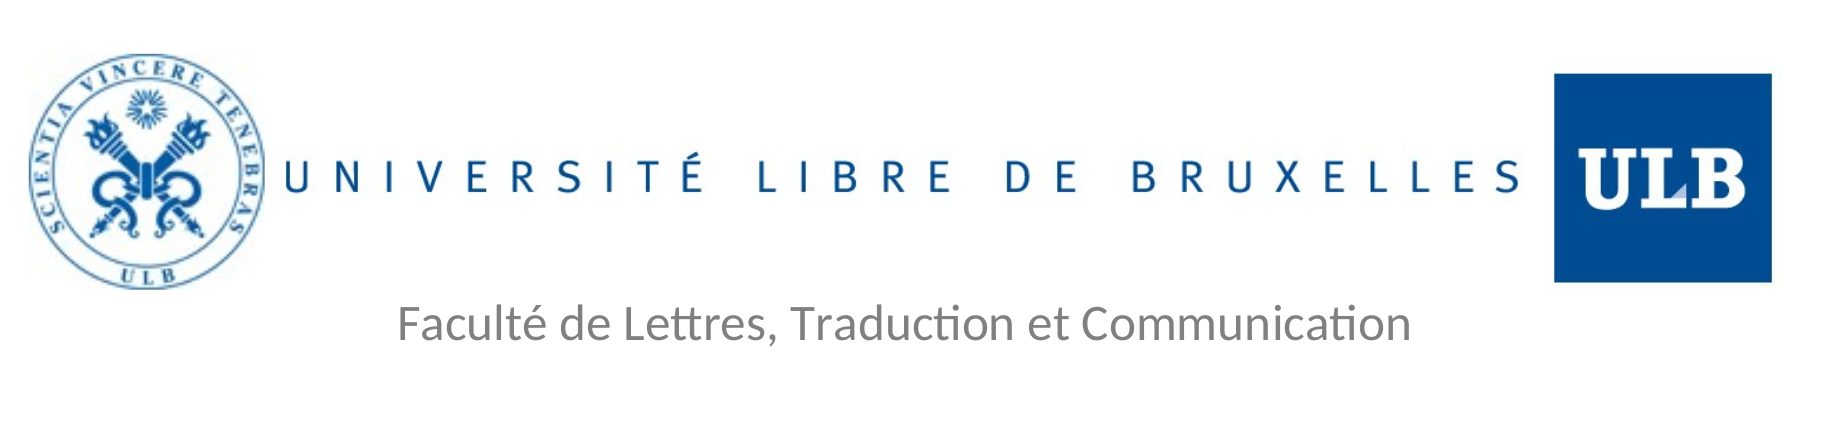 SCIENTIA VINCERE TENEBRAS
ULB
UNIVERSITÉ LIBRE DE BRUXELLES
ULB
Faculté de Lettres, Traduction et Communication